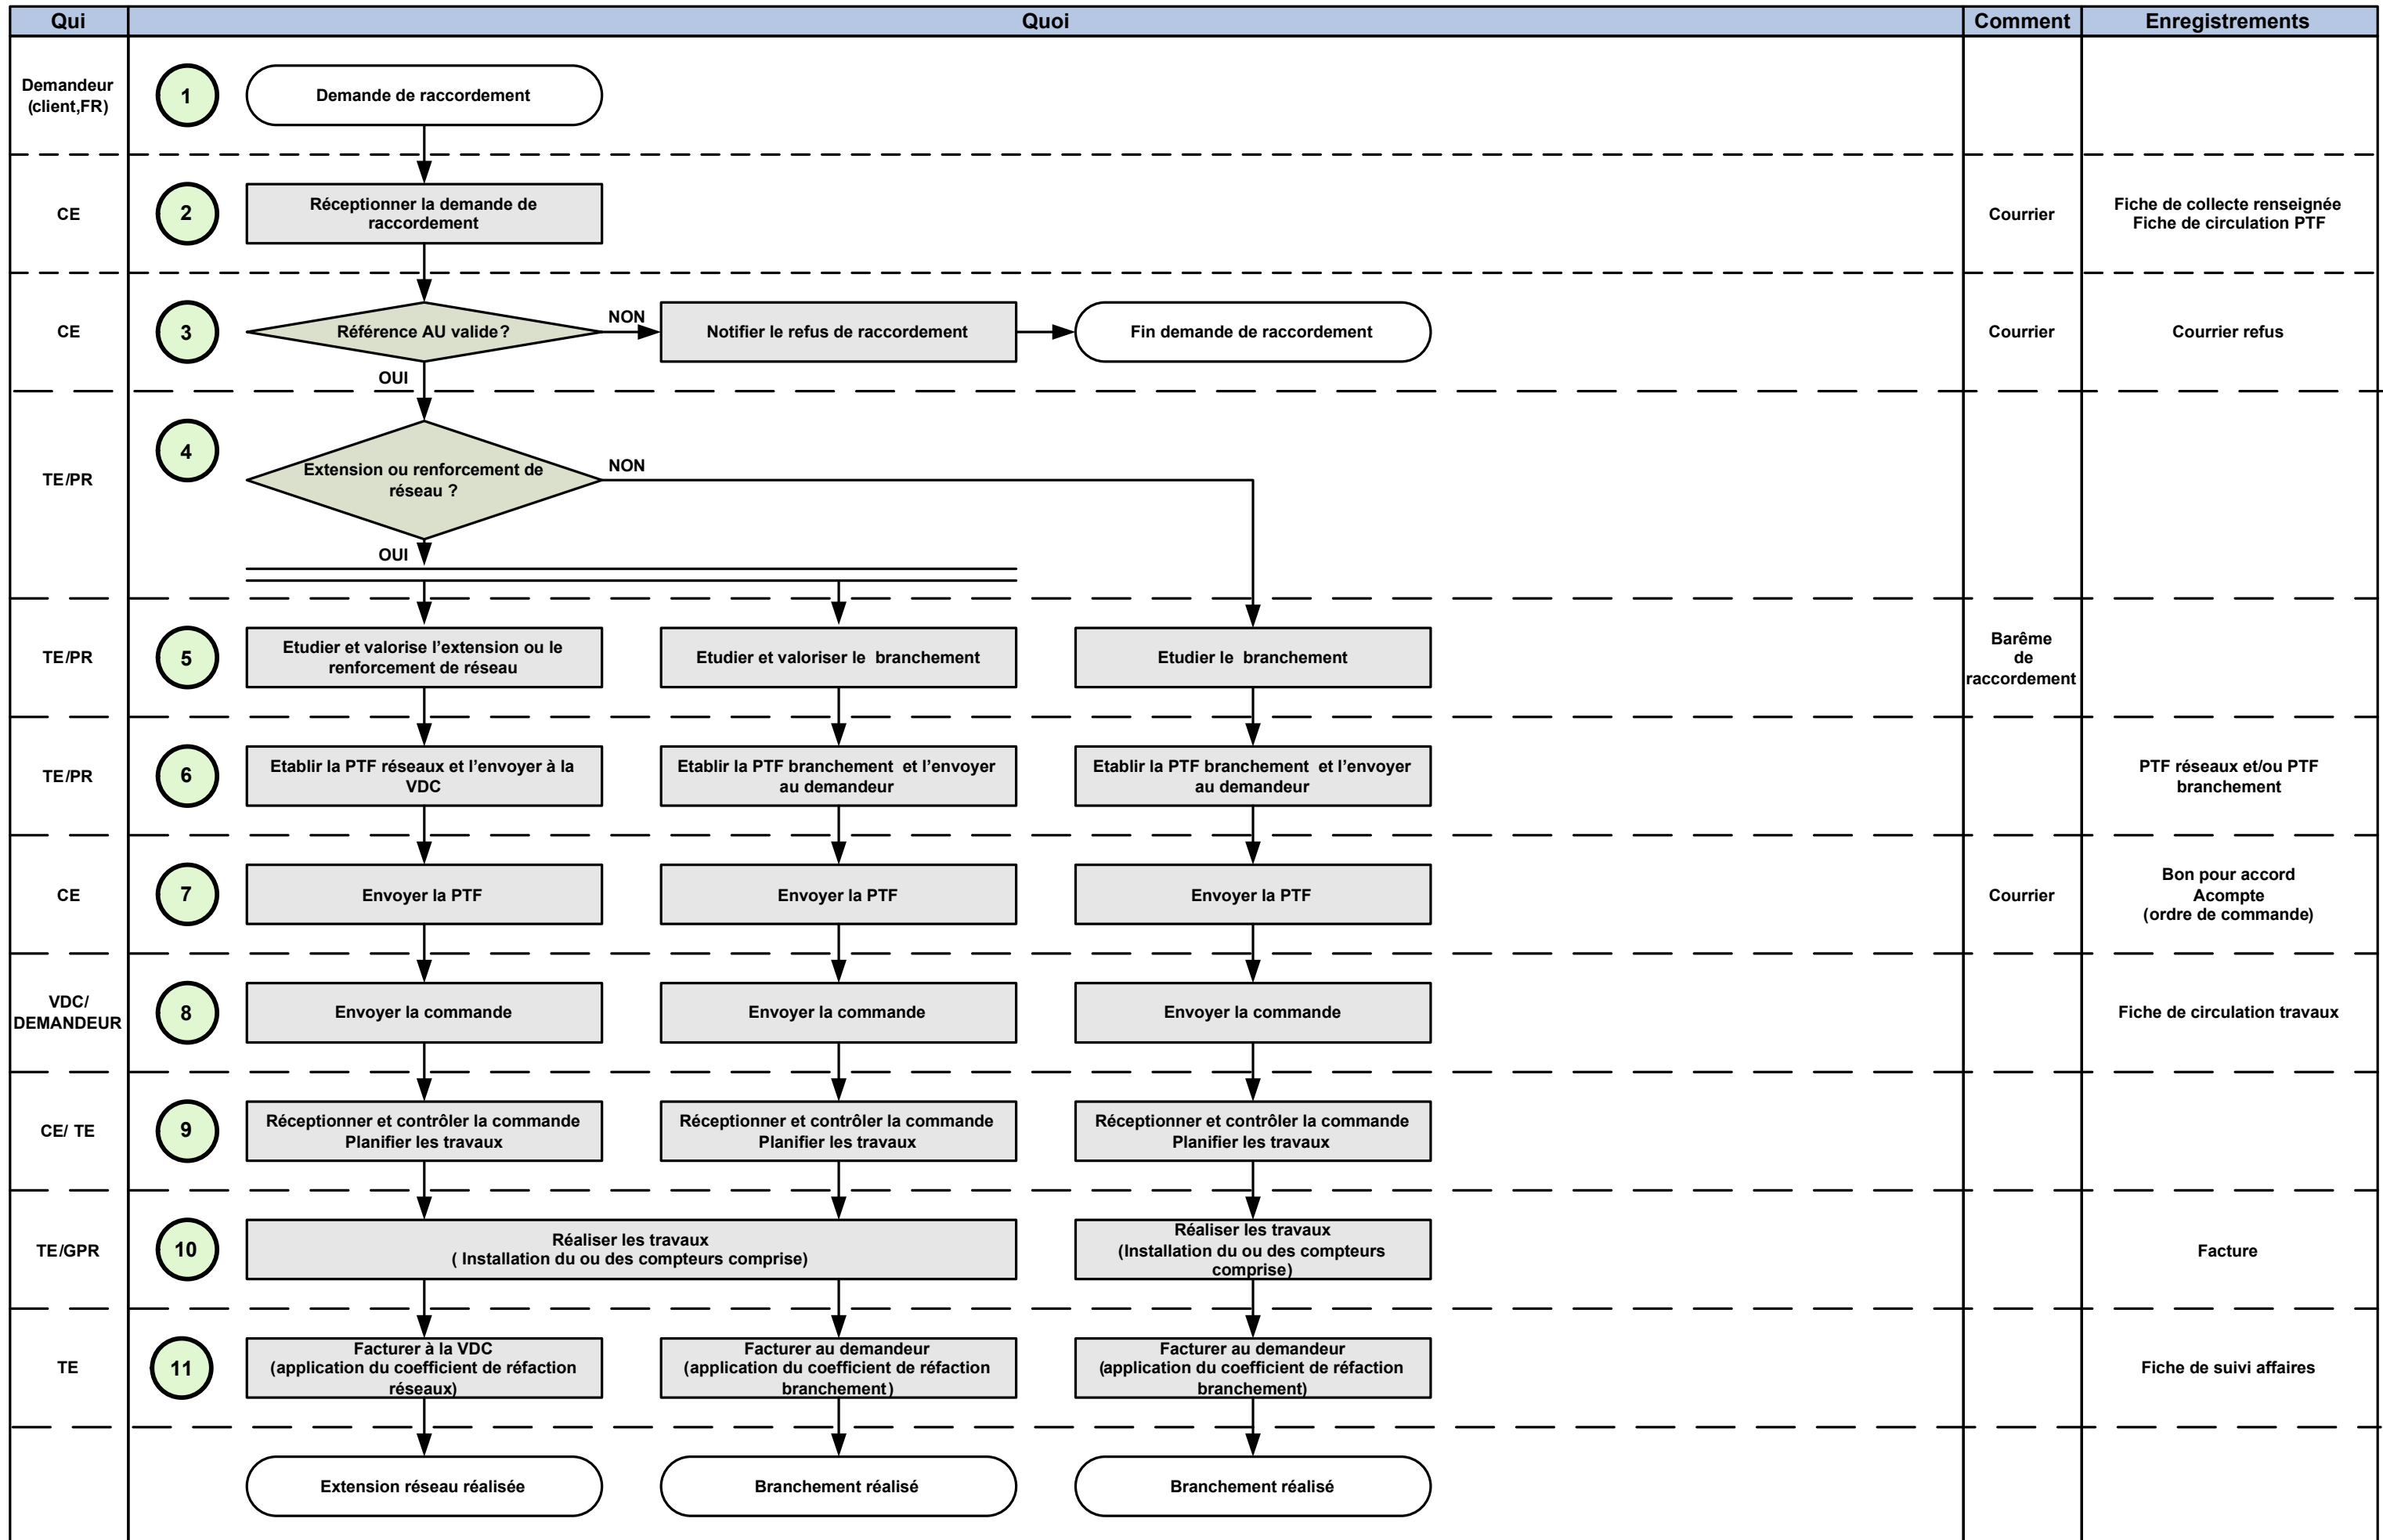 Qui
Quoi
Comment
Enregistrements
Demandeur
(client,FR)
1
Demande de raccordement
CE
2
Réceptionner la demande de
raccordement
Courrier
Fiche de collecte renseignée
Fiche de circulation PTF
CE
3
Référence AU valide ?
NON
Notifier le refus de raccordement
Fin demande de raccordement
Courrier
Courrier refus
OUI
TE/PR
4
Extension ou renforcement de
réseau ?
NON
OUI
TE/PR
5
Etudier et valorise l'extension ou le
renforcement de réseau
Etudier et valoriser le branchement
Etudier le branchement
Barême
de
raccordement
TE/PR
6
Etablir la PTF réseaux et l'envoyer à la
VDC
Etablir la PTF branchement et l'envoyer
au demandeur
Etablir la PTF branchement et l'envoyer
au demandeur
PTF réseaux et/ou PTF
branchement
CE
7
Envoyer la PTF
Envoyer la PTF
Envoyer la PTF
Courrier
Bon pour accord
Acompte
(ordre de commande)
VDC/
DEMANDEUR
8
Envoyer la commande
Envoyer la commande
Envoyer la commande
Fiche de circulation travaux
CE/ TE
9
Réceptionner et contrôler la commande
Planifier les travaux
Réceptionner et contrôler la commande
Planifier les travaux
Réceptionner et contrôler la commande
Planifier les travaux
TE/GPR
10
Réaliser les travaux
( Installation du ou des compteurs comprise)
Réaliser les travaux
(Installation du ou des compteurs
comprise)
Facture
TE
11
Facturer à la VDC
(application du coefficient de réfaction
réseaux)
Facturer au demandeur
(application du coefficient de réfaction
branchement)
Facturer au demandeur
(application du coefficient de réfaction
branchement)
Fiche de suivi affaires
Extension réseau réalisée
Branchement réalisé
Branchement réalisé